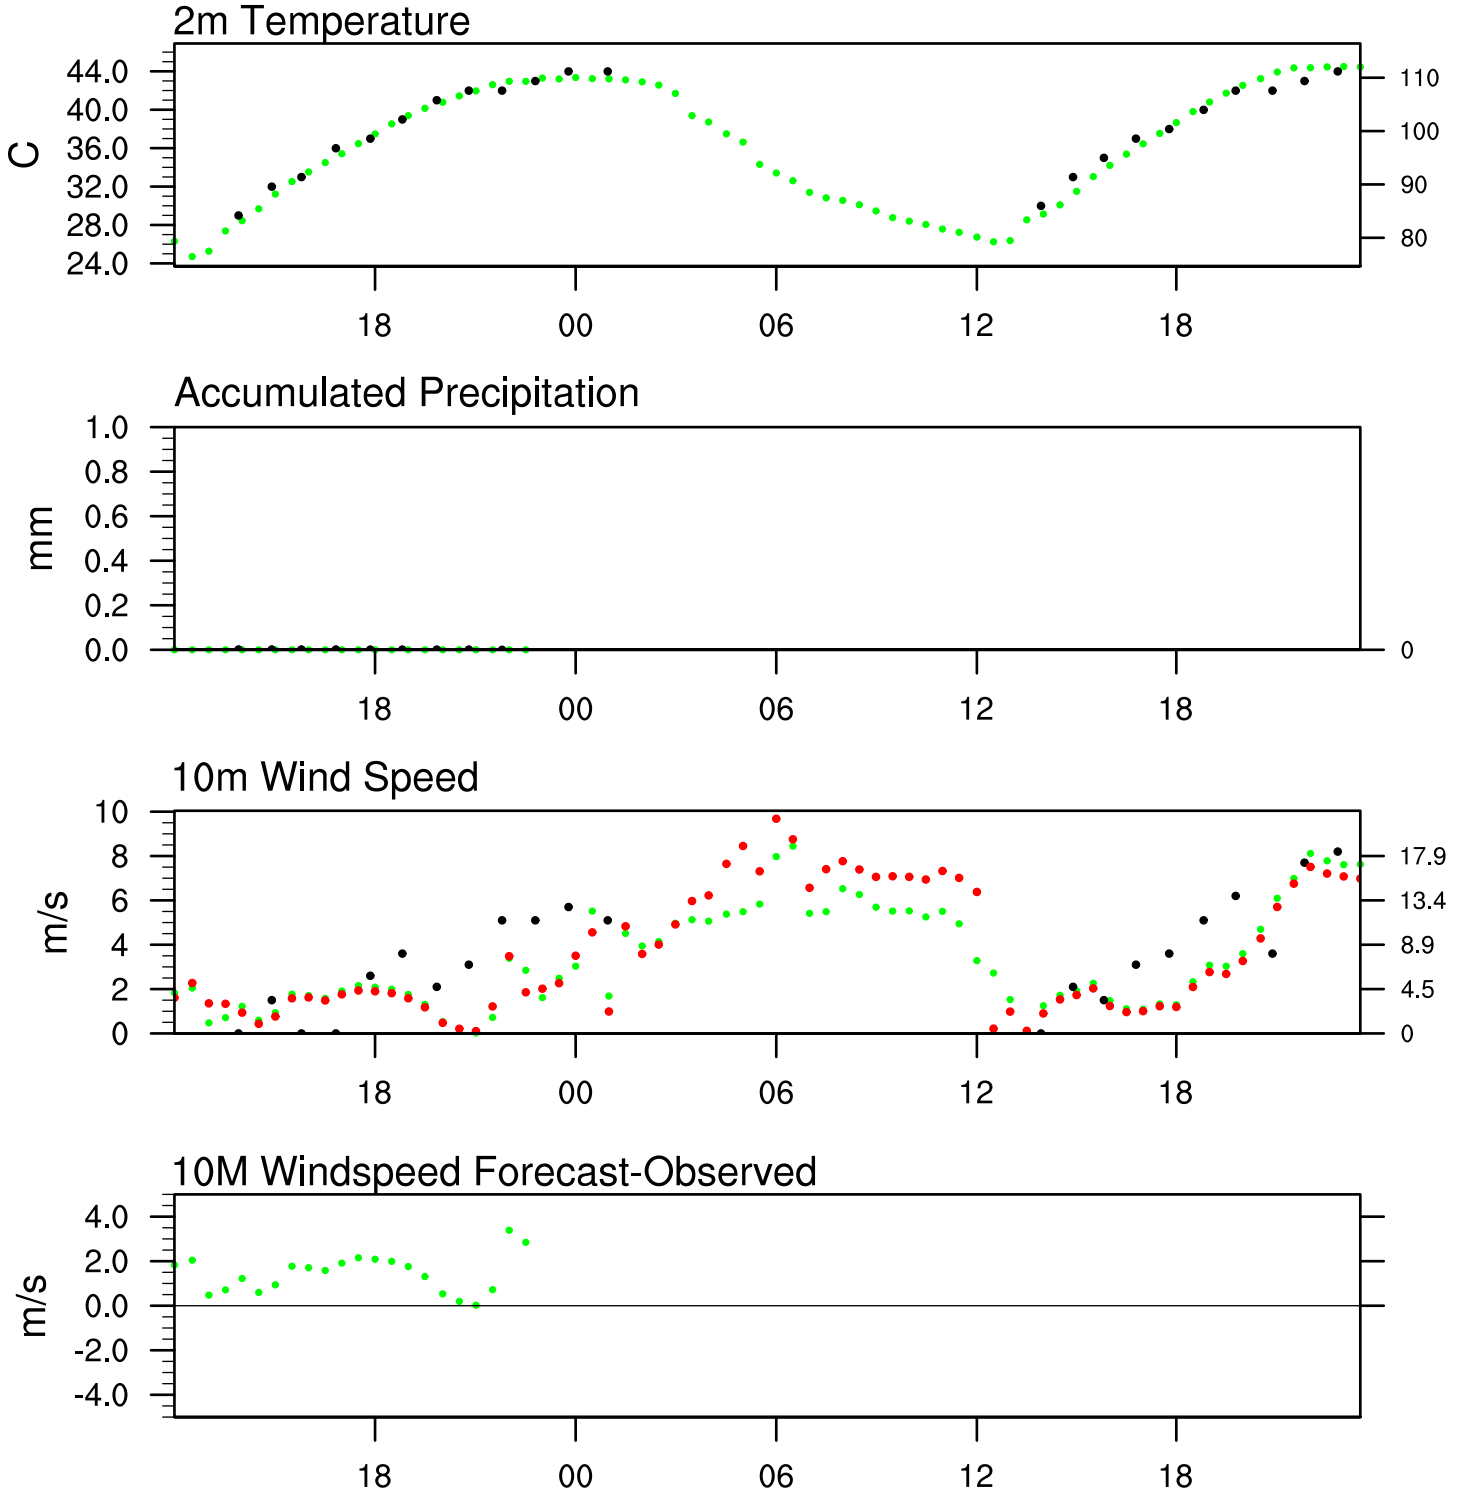 2m Temperature
44.0
40.0
36.0
32.0
28.0
24.0
C
110
100
90
80
18 00 06 12 18
Accumulated Precipitation
1.0
0.8
0.6
0.4
0.2
0.0
mm
0
18 00 06 12 18
10m Wind Speed
10
8
6
4
2
0
m/s
17.9
13.4
8.9
4.5
0
18 00 06 12 18
10M Windspeed Forecast-Observed
4.0
2.0
0.0
-2.0
-4.0
m/s
18 00 06 12 18